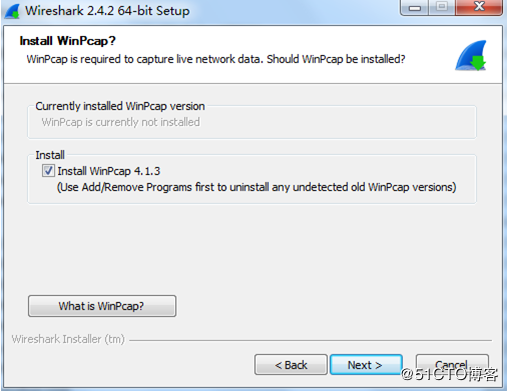 Wireshark 2.4.2 64-bit Setup
Install WinPcap?
WinPcap is required to capture live network data. Should WinPcap be installed?
Currently installed WinPcap version
WinPcap is currently not installed
Install
Install WinPcap 4.1.3
(Use Add/Remove Programs first to uninstall any undetected old WinPcap versions)
What is WinPcap?
Wireshark Installer (tm)
< Back
Next >
Cancel
@51CTO博客